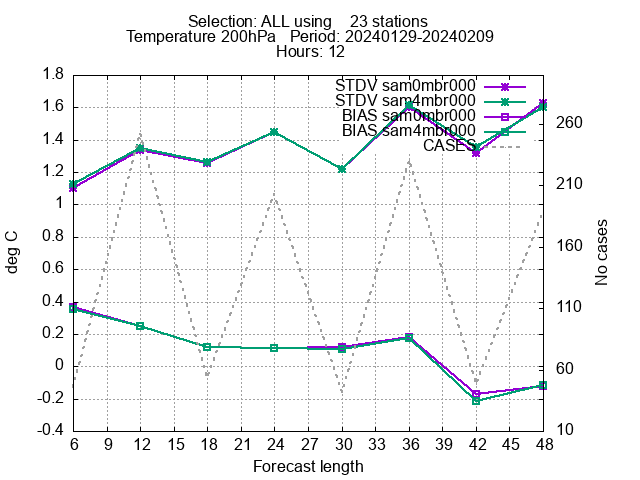 Selection: ALL using    23 stations
Temperature 200hPa   Period: 20240129-20240209
Hours: 12
STDV sam0mbr000
STDV sam4mbr000
BIAS sam0mbr000
BIAS sam4mbr000
CASES
1.8
1.6
1.4
1.2
1
0.8
0.6
0.4
0.2
0
-0.2
-0.4
deg C
260
210
160
110
60
10
No cases
6 9 12 15 18 21 24 27 30 33 36 39 42 45 48
Forecast length